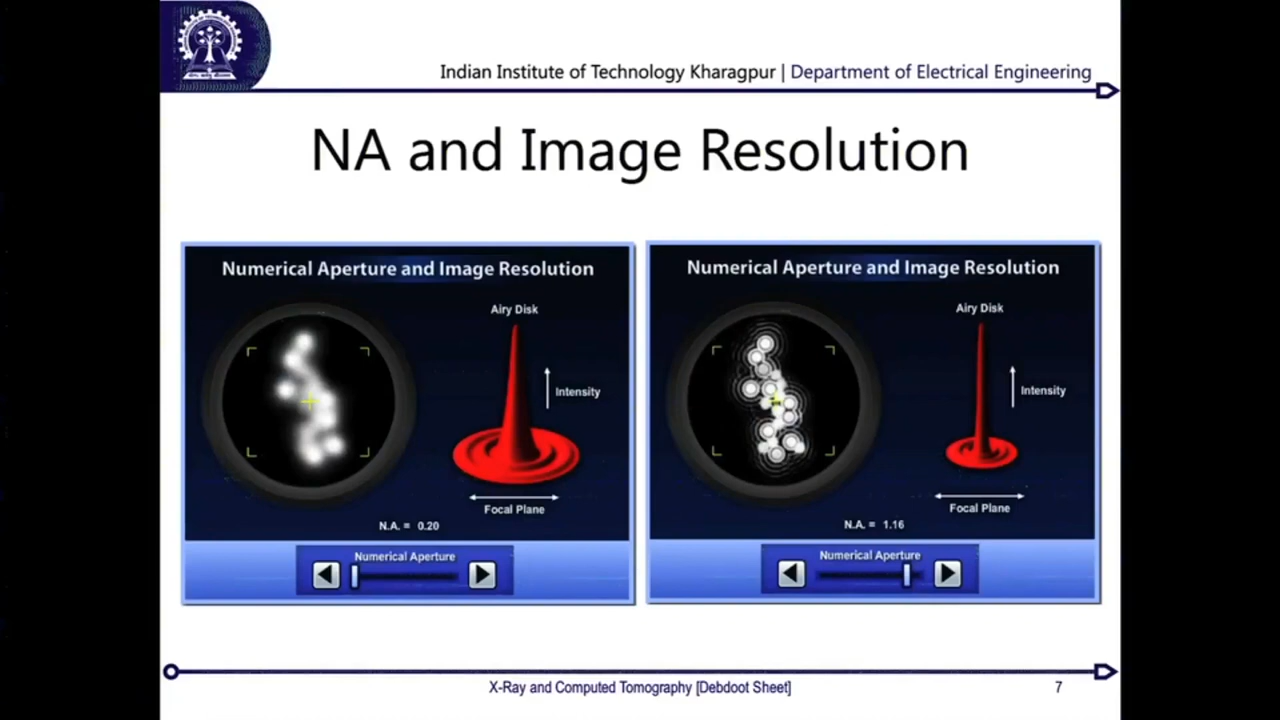 Indian Institute of Technology Kharagpur | Department of Electrical Engineering
NA and Image Resolution
Numerical Aperture and Image Resolution
Airy Disk
Intensity
Focal Plane
N.A. = 0.20
Numerical Aperture
Numerical Aperture and Image Resolution
Airy Disk
Intensity
Focal Plane
N.A. = 1.16
Numerical Aperture
X-Ray and Computed Tomography [Debdoot Sheet]
7